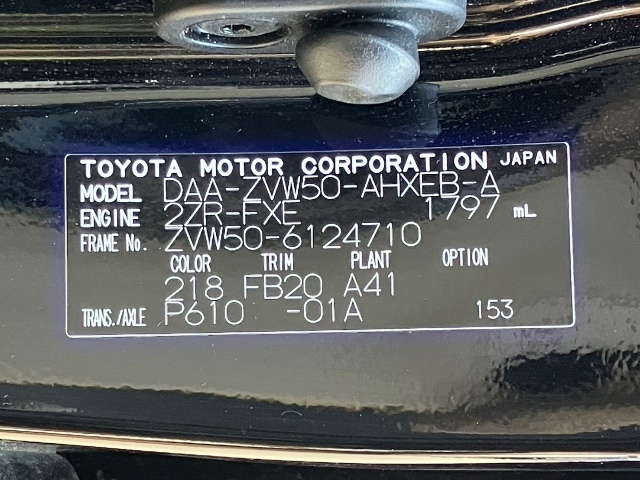 TOYOTA MOTOR CORPORATION JAPAN
MODEL DAA-ZVW50-AHXEB-A
ENGINE 2ZR-FXE 1797 mL
FRAME No. ZVW50-6124710
COLOR TRIM PLANT OPTION
218 FB20 A41
TRANS./AXLE P610 -01A 153